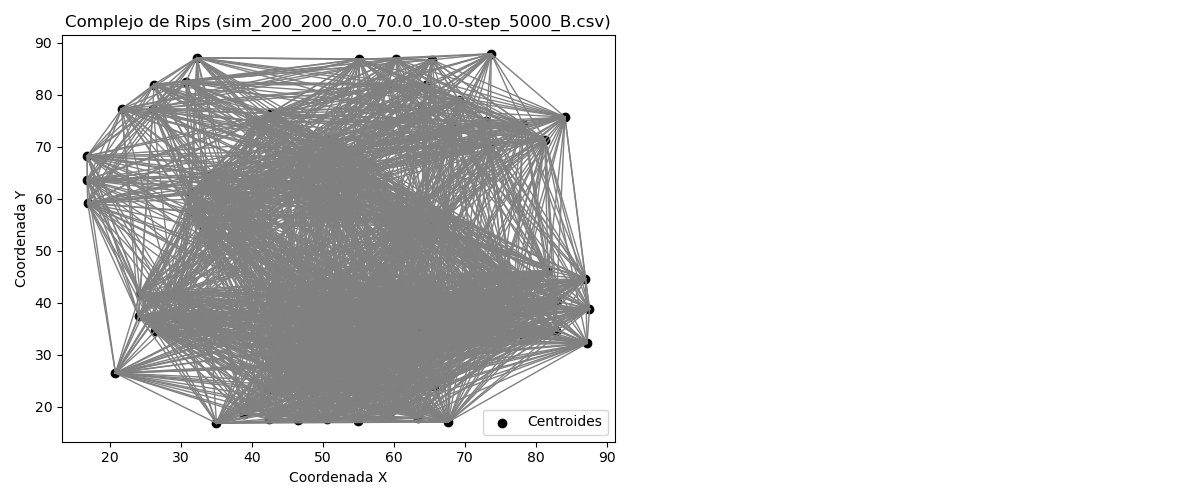 Complejo de Rips (sim_200_200_0.0_70.0_10.0-step_5000_B.csv)
90
80
70
60
50
40
30
20
Coordenada Y
Centroides
20 30 40 50 60 70 80 90
Coordenada X